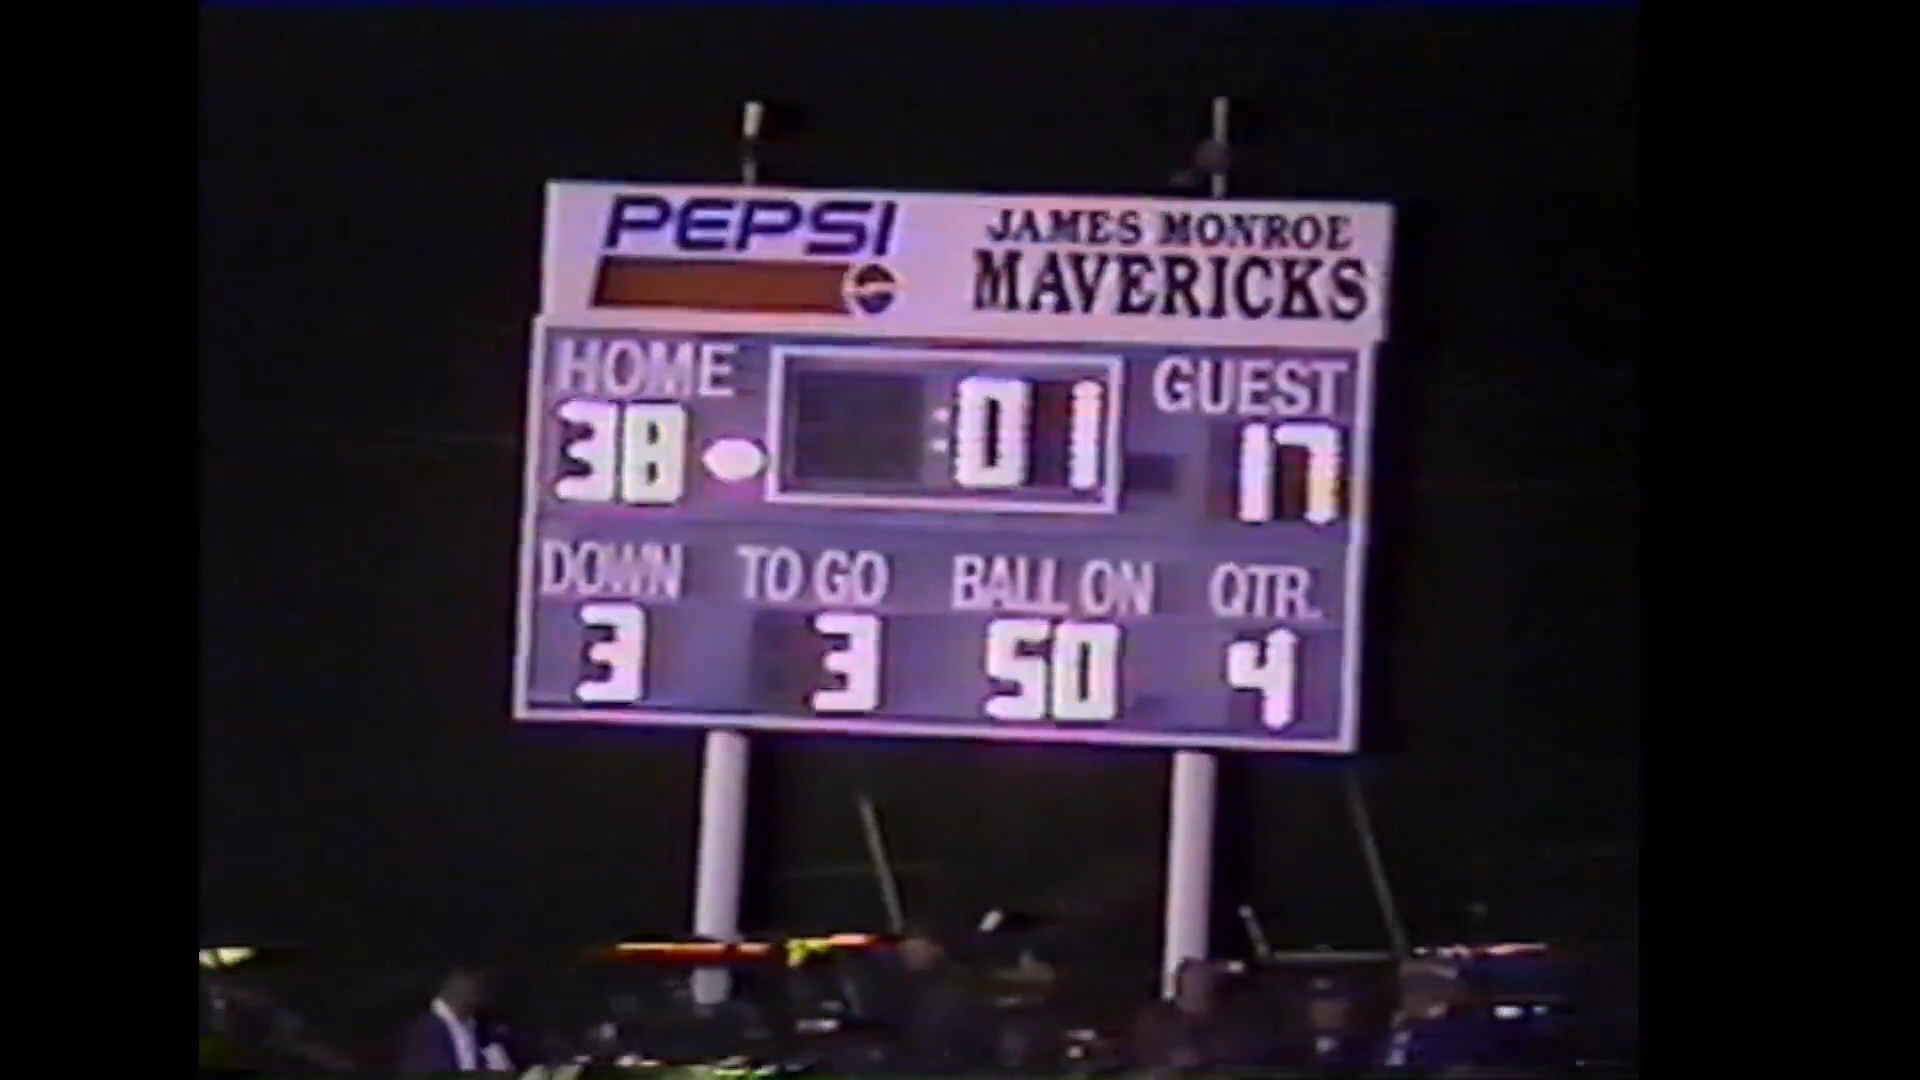 PEPSI
JAMES MONROE
MAVERICKS
HOME
38
:01
GUEST
17
DOWN TO GO BALL ON QTR.
3 3 50 4